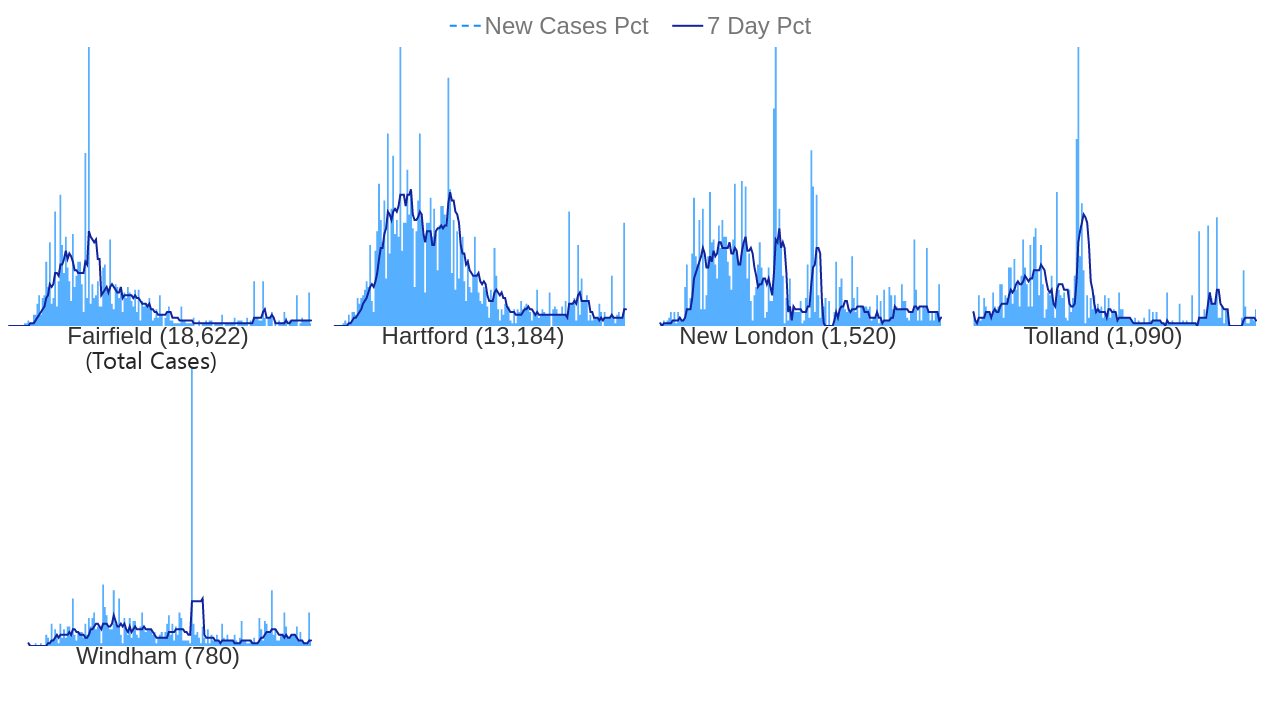 New Cases Pct 7 Day Pct
Fairfield (18,622) Hartford (13,184) New London (1,520) Tolland (1,090)
(Total Cases)
Windham (780)